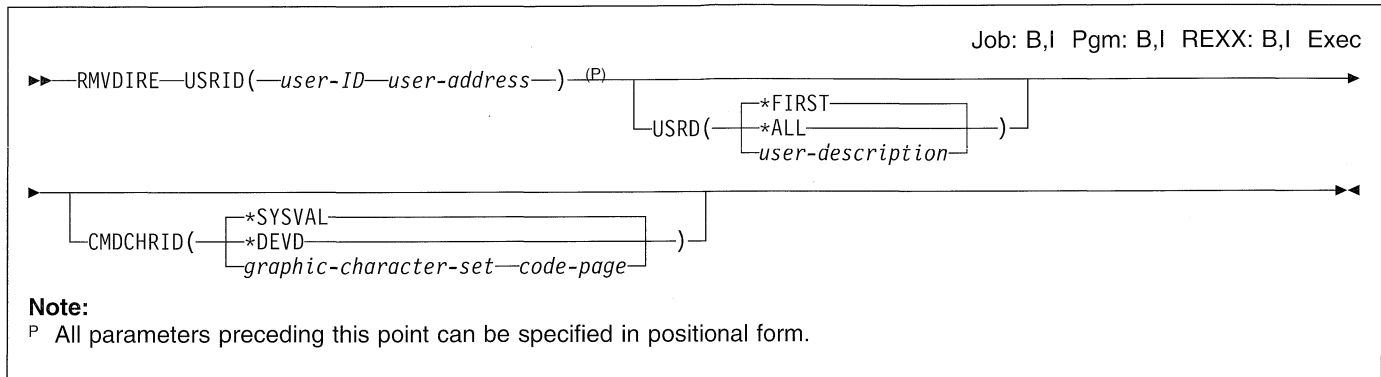 Job: B,I Pgm: B,I REXX: B,I Exec
RMVDIRE USRID( user-ID user-address ) (P)
USRD( *FIRST
*ALL )
user-description
CMDCHRID( *SYSVAL
*DEVD )
graphic-character-set code-page
Note:
P All parameters preceding this point can be specified in positional form.